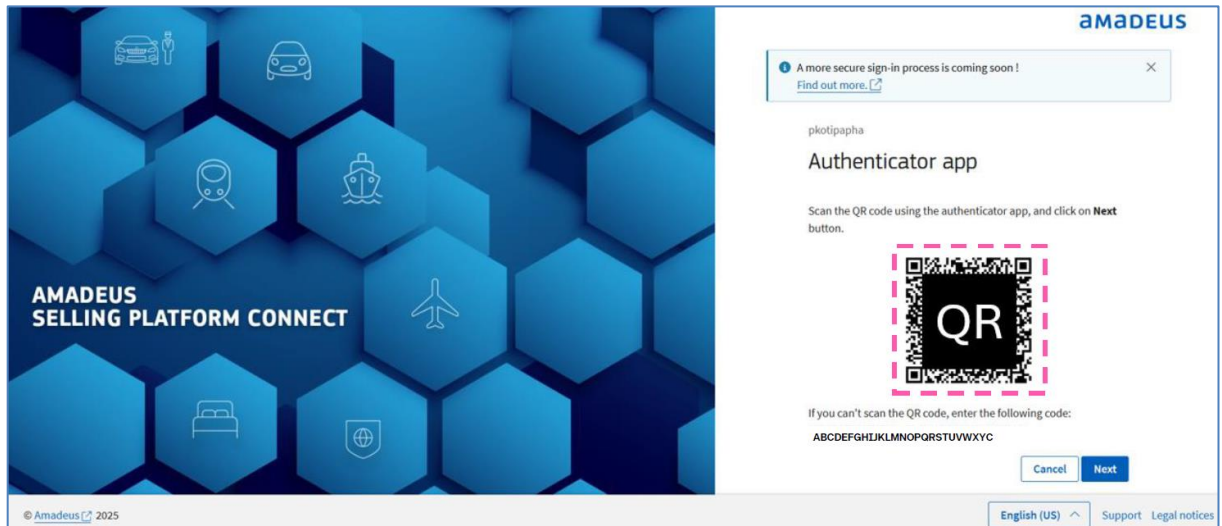 AMADEUS
SELLING PLATFORM CONNECT
amadeus
A more secure sign-in process is coming soon !
Find out more.
pkotipapha
Authenticator app
Scan the QR code using the authenticator app, and click on Next
button.
QR
If you can't scan the QR code, enter the following code:
ABCDEFGHIJKLMNOPQRSTUVWXYC
Cancel Next
© Amadeus 2025
English (US) Support Legal notices